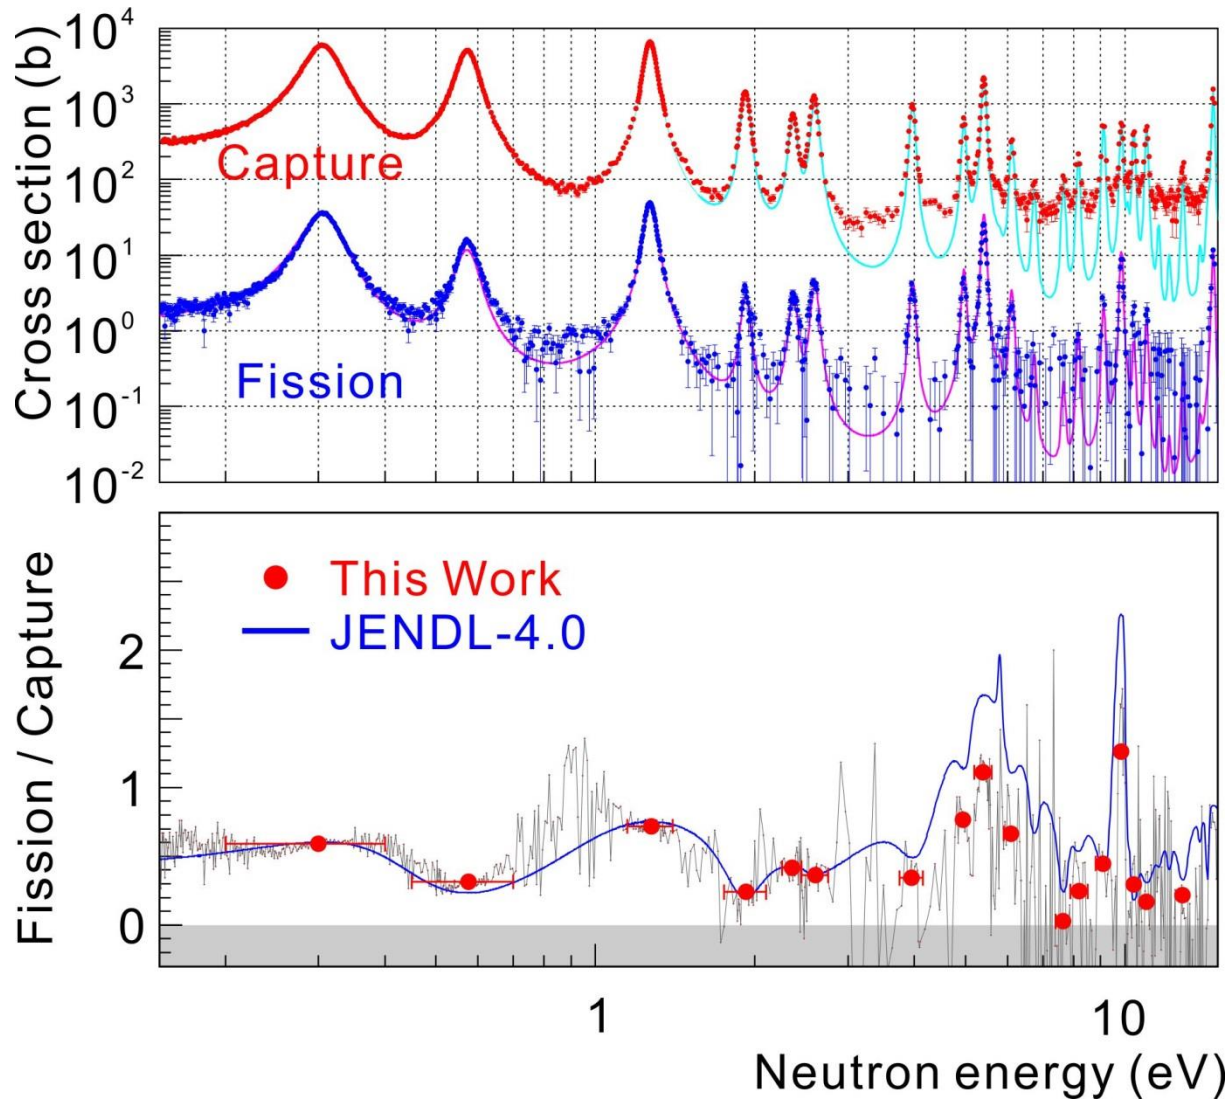 Cross section (b)
10^4
10^3
10^2
10^1
10^0
10^-1
10^-2
Capture
Fission
Fission / Capture
2
1
0
This Work
JENDL-4.0
1
10
Neutron energy (eV)